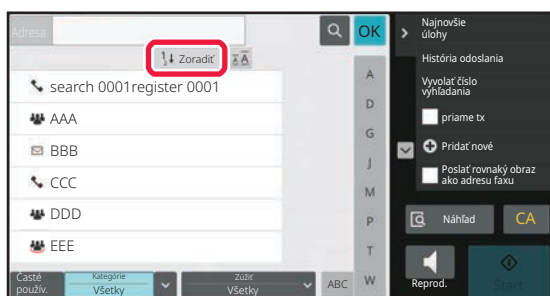 Adresa
OK
Zoradiť
search 0001register 0001
AAA
BBB
CCC
DDD
EEE
A
D
G
J
M
P
T
W
Časté
použív.
Kategórie
Všetky
Zúžiť
Všetky
ABC
Najnovšie
úlohy
História odoslania
Vyvolať číslo
vyhľadania
priame tx
Pridať nové
Poslať rovnaký obraz
ako adresu faxu
Náhľad
CA
Reprod.
Štart